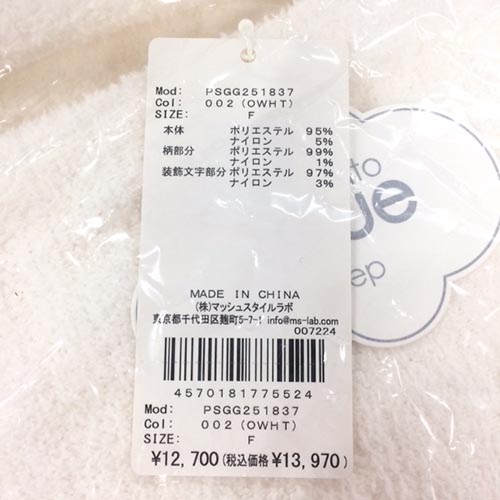 Mod: PSGG251837
Col: 002(OWHT)
SIZE: F
本体 ポリエステル 95%
ナイロン 5%
柄部分 ポリエステル 99%
ナイロン 1%
装飾文字部分 ポリエステル 97%
ナイロン 3%
MADE IN CHINA
(株)マッシュスタイルラボ
東京都千代田区麹町5-7-1 info@ms-lab.com
007224
4570181775524
Mod: PSGG251837
Col: 002(OWHT)
SIZE: F
¥12,700(税込価格¥13,970)